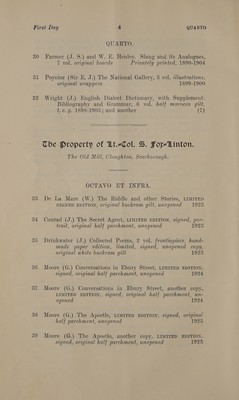 First Day 4 QUARTO
QUARTO.
30 Farmer (J. S.) and W. E. Henley. Slang and its Analogues,
7 vol. original boards Privately printed, 1890-1904
31 Poynter (Sir E. J.) The National Gallery, 3 vol. illustrations,
original wrappers 1899-1900
32 Wright (J.) English Dialect Dictionary, with Supplement,
Bibliography and Grammar, 6 vol. half morocco gilt,
t. e. g. 1898-1905; and another (7)
The Property of Lt.-Col. S. Fox-Linton.
The Old Mill, Cloughton, Scarborough.
OCTAVO ET INFRA.
33 De La Mare (W.) The Riddle and other Stories, LIMITED
SIGNED EDITION, original buckram gilt, unopened 1923
34 Conrad (J.) The Secret Agent, LIMITED EDITION, signed, por-
trait, original half parchment, unopened 1923
35 Drinkwater (J.) Collected Poems, 2 vol. frontispiece, hand-
made paper edition, limited, signed, unopened copy,
original white buckram gilt 1923
36 Moore (G.) Conversations in Ebury Street, LIMITED EDITION,
signed, original half parchment, unopened 1924
37 Moore (G.) Conversations in Ebury Street, another copy,
LIMITED EDITION, signed, original half parchment, un-
opened 1924
38 Moore (G.) The Apostle, LIMITED EDITION, signed, original
half parchment, unopened 1923
39 Moore (G.) The Apostle, another copy, LIMITED EDITION,
signed, original half parchment, unopened 1923